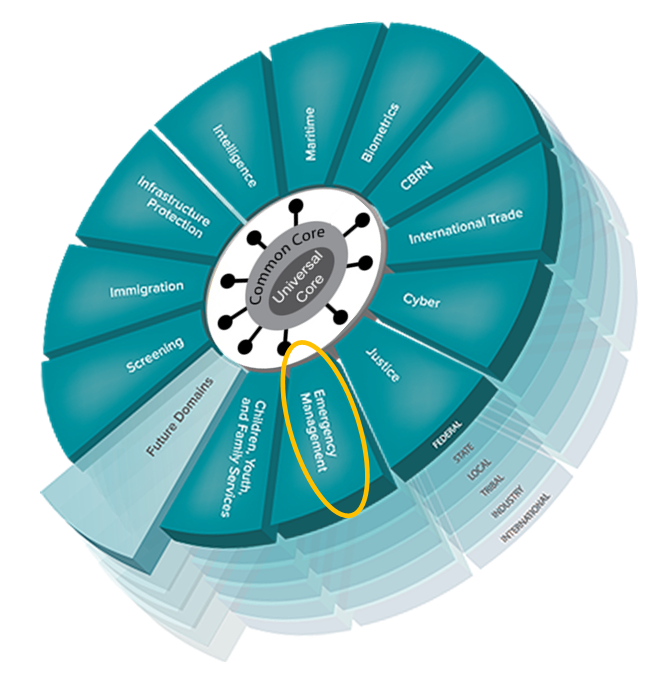 Maritime
Biometrics
CBRN
International Trade
Cyber
Justice
Emergency
Management
Children, Youth,
and Family Services
Future Domains
Screening
Immigration
Infrastructure
Protection
Intelligence
Common Core
Universal
Core
FEDERAL
STATE
LOCAL
TRIBAL
INDUSTRY
INTERNATIONAL